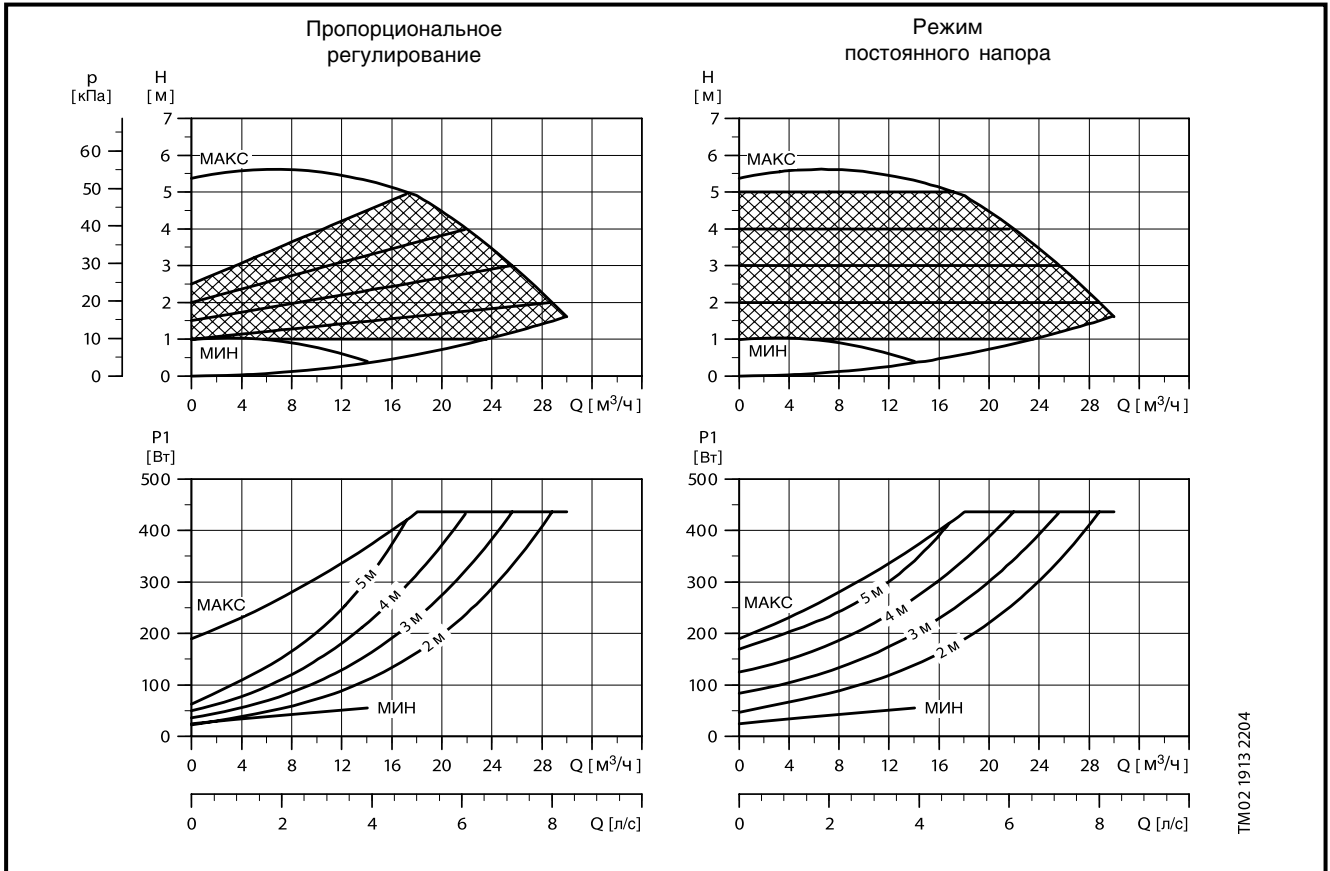 Пропорциональное
регулирование
Режим
постоянного напора
p
[кПа]
H
[м]
H
[м]
7
6
5
4
3
2
1
0
60
50
40
30
20
10
0
МАКС
МИН
0 4 8 12 16 20 24 28 Q [м³/ч]
7
6
5
4
3
2
1
0
МАКС
МИН
0 4 8 12 16 20 24 28 Q [м³/ч]
P1
[Вт]
500
400
300
200
100
0
МАКС
5 м
4 м
3 м
2 м
МИН
0 4 8 12 16 20 24 28 Q [м³/ч]
0 2 4 6 8 Q [л/с]
P1
[Вт]
500
400
300
200
100
0
МАКС
5 м
4 м
3 м
2 м
МИН
0 4 8 12 16 20 24 28 Q [м³/ч]
0 2 4 6 8 Q [л/с]
TM02 1913 2204